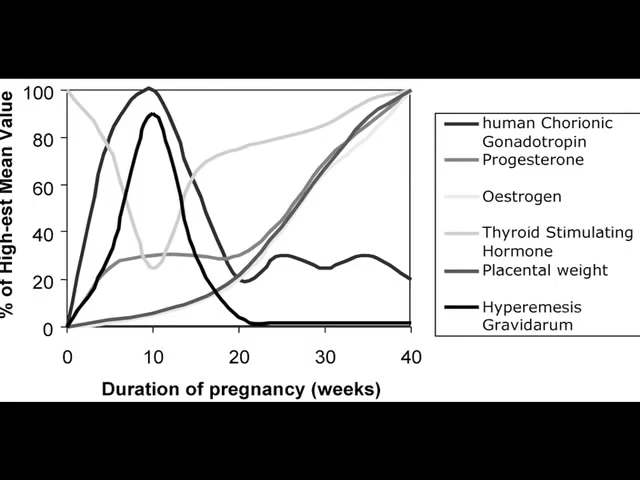 % of High-est Mean Value
100
80
60
40
20
0
0 10 20 30 40
Duration of pregnancy (weeks)
human Chorionic
Gonadotropin
Progesterone
Oestrogen
Thyroid Stimulating
Hormone
Placental weight
Hyperemesis
Gravidarum